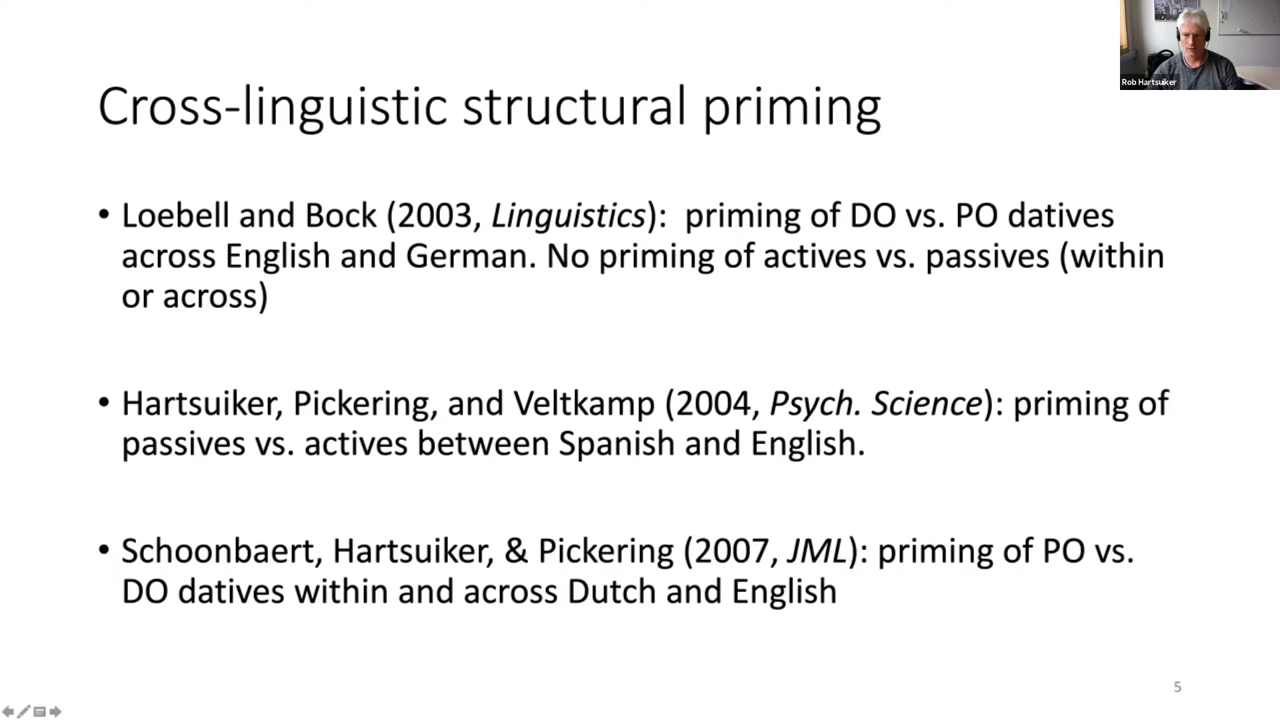 Rob Hartsuiker
Cross-linguistic structural priming
• Loebell and Bock (2003, Linguistics): priming of DO vs. PO datives
across English and German. No priming of actives vs. passives (within
or across)
• Hartsuiker, Pickering, and Veltkamp (2004, Psych. Science): priming of
passives vs. actives between Spanish and English.
• Schoonbaert, Hartsuiker, & Pickering (2007, JML): priming of PO vs.
DO datives within and across Dutch and English
5